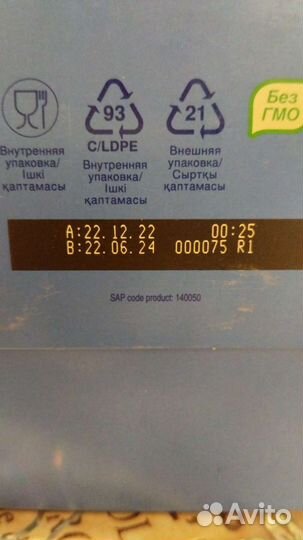 Без
ГМО
93
C/LDPE
21
Внутренняя
упаковка/
Ішкі
қаптамасы
Внутренняя
упаковка/
Ішкі
қаптамасы
Внешняя
упаковка/
Сыртқы
қаптамасы
A:22.12.22 00:25
B:22.06.24 000075 R1
SAP code product: 140050
Avito